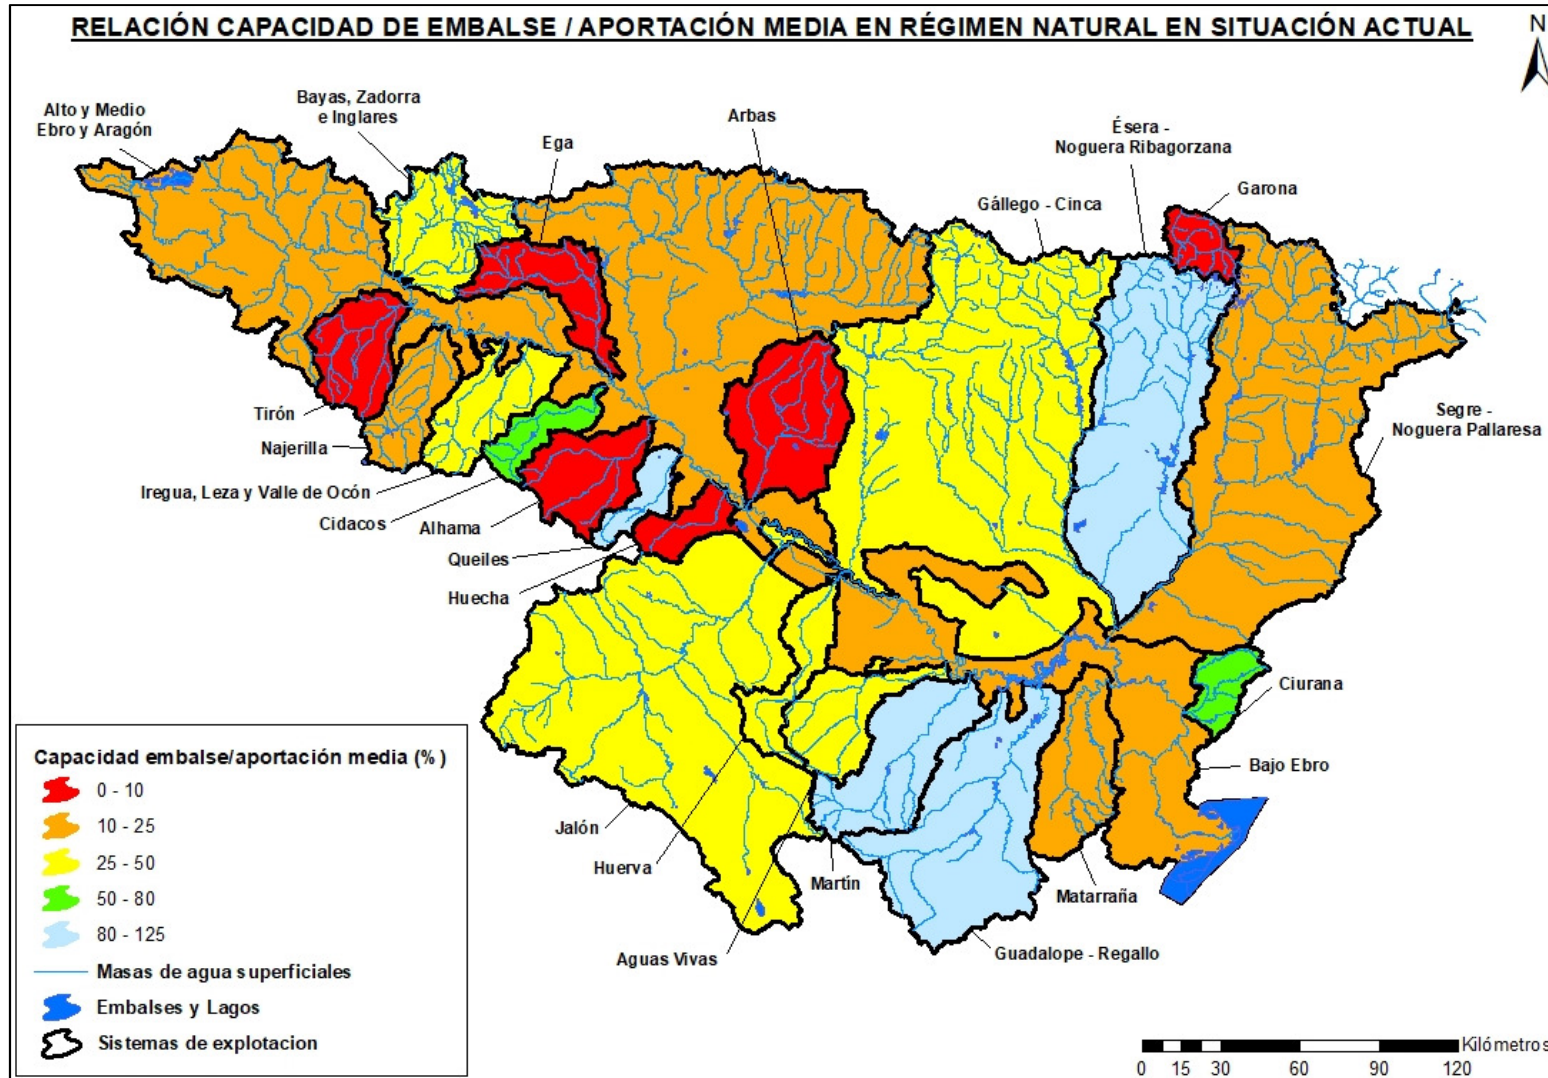 RELACIÓN CAPACIDAD DE EMBALSE / APORTACIÓN MEDIA EN RÉGIMEN NATURAL EN SITUACIÓN ACTUAL
N
Alto y Medio
Ebro y Aragón
Bayas, Zadorra
e Inglares
Ega
Arbas
Ésera -
Noguera Ribagorzana
Garona
Gállego - Cinca
Segre -
Noguera Pallaresa
Tirón
Najerilla
Iregua, Leza y Valle de Ocón
Cidacos
Alhama
Queiles
Huecha
Ciurana
Bajo Ebro
Jalón
Huerva
Martín
Matarraña
Aguas Vivas
Guadalope - Regallo
Capacidad embalse/aportación media (%)
0 - 10
10 - 25
25 - 50
50 - 80
80 - 125
Masas de agua superficiales
Embalses y Lagos
Sistemas de explotacion
Kilómetros
0 15 30 60 90 120